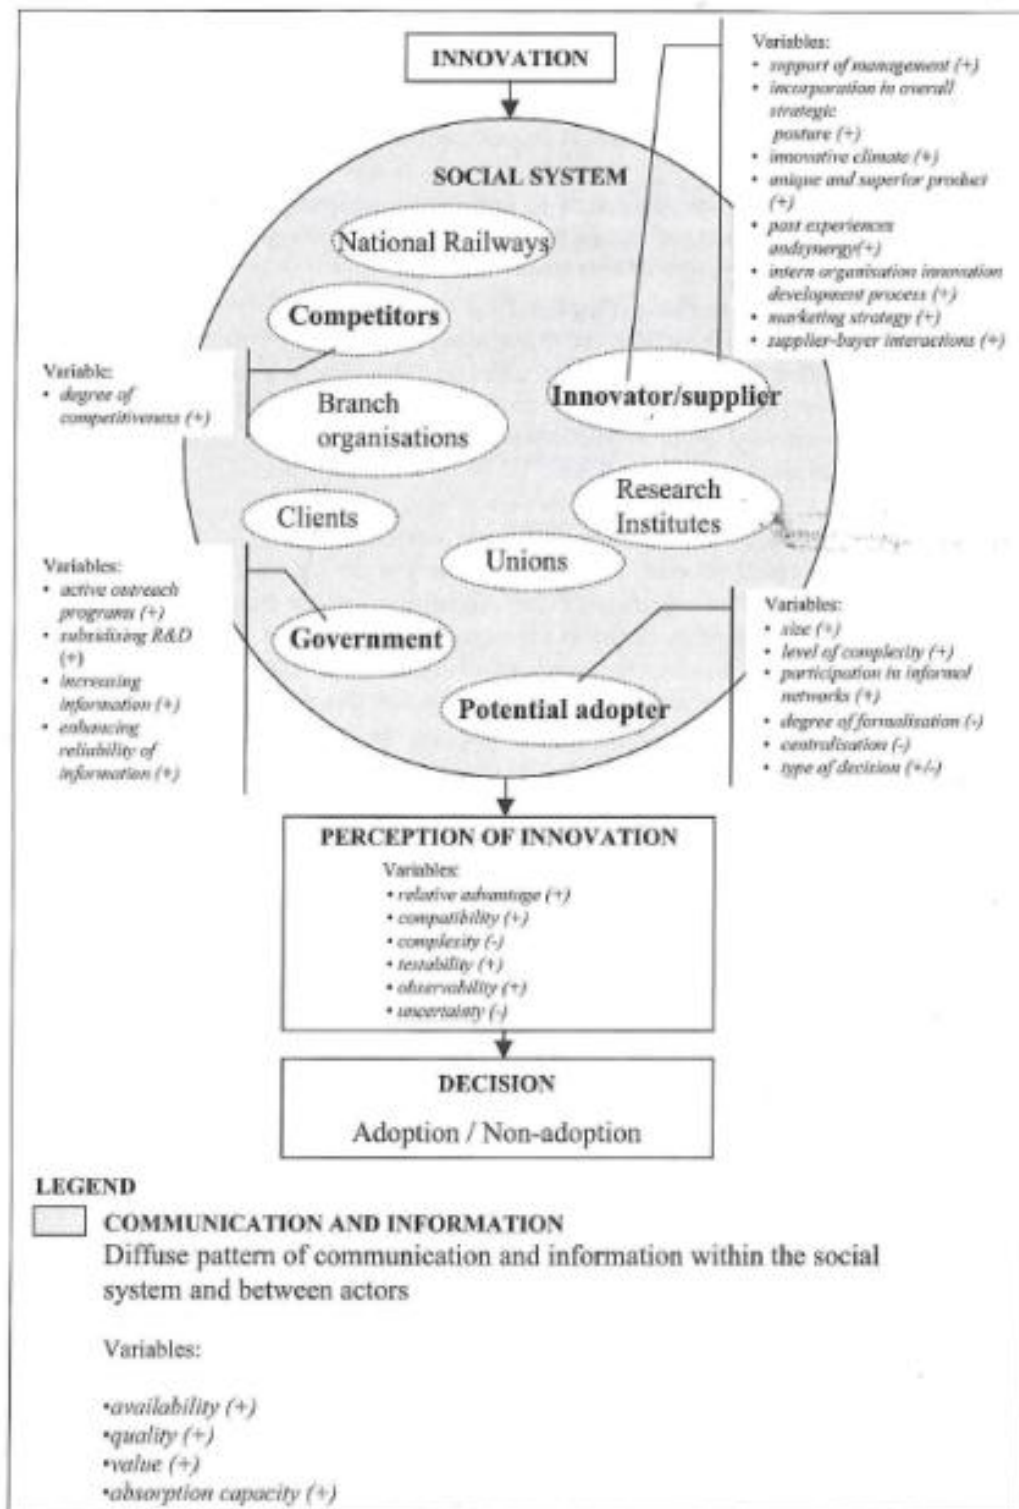 INNOVATION
SOCIAL SYSTEM
National Railways
Competitors
Branch
organisations
Clients
Government
Innovator/supplier
Research
Institutes
Unions
Potential adopter
Variables:
• support of management (+)
• incorporation in overall
strategic
posture (+)
• innovative climate (+)
• unique and superior product
(+)
• past experiences
andsynergy(+)
• intern organisation innovation
development process (+)
• marketing strategy (+)
• supplier-buyer interactions (+)
Variable:
• degree of
competitiveness (+)
Variables:
• active outreach
programs (+)
• subsidising R&D
(+)
• increasing
information (+)
• enhancing
reliability of
information (+)
Variables:
• size (+)
• level of complexity (+)
• participation in informal
networks (+)
• degree of formalisation (-)
• centralisation (-)
• type of decision (+/-)
PERCEPTION OF INNOVATION
Variables:
• relative advantage (+)
• compatibility (+)
• complexity (-)
• testability (+)
• observability (+)
• uncertainty (-)
DECISION
Adoption / Non-adoption
LEGEND
COMMUNICATION AND INFORMATION
Diffuse pattern of communication and information within the social
system and between actors
Variables:
•availability (+)
•quality (+)
•value (+)
•absorption capacity (+)